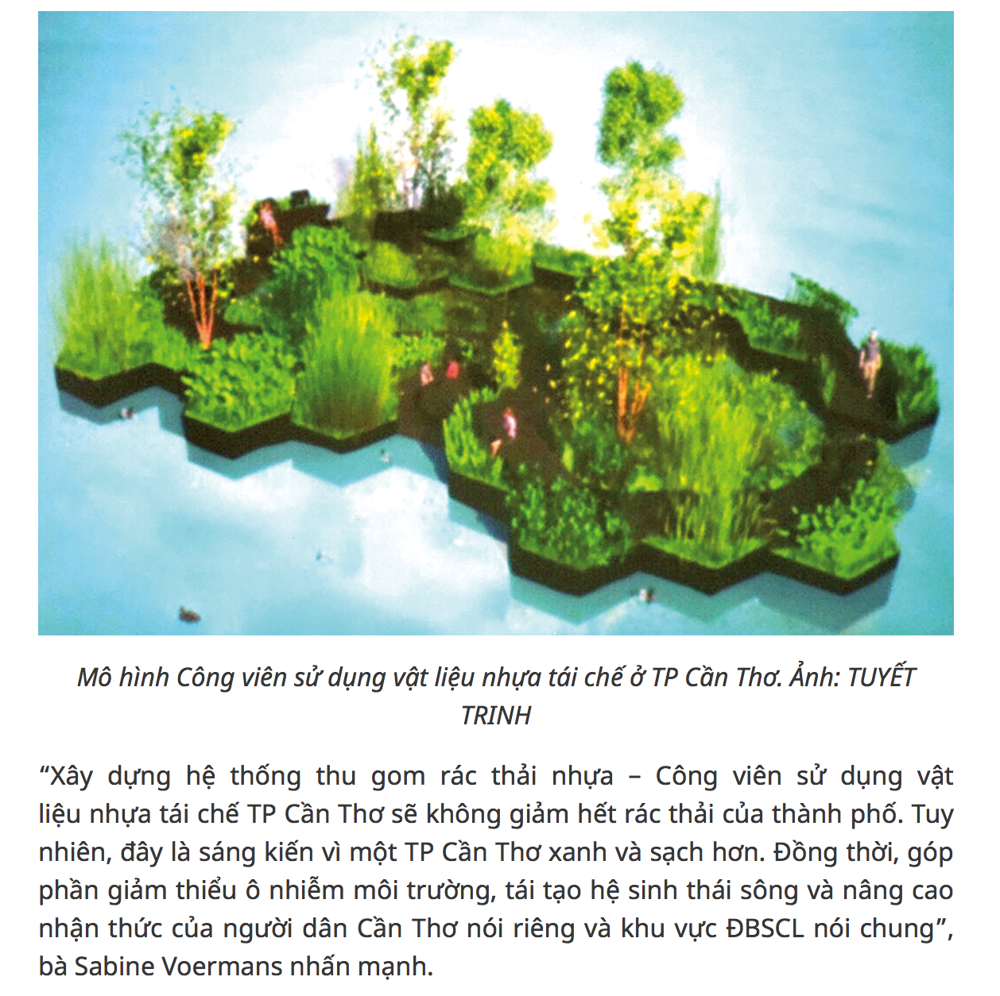 Mô hình Công viên sử dụng vật liệu nhựa tái chế ở TP Cần Thơ. Ảnh: TUYẾT
TRINH
“Xây dựng hệ thống thu gom rác thải nhựa – Công viên sử dụng vật
liệu nhựa tái chế TP Cần Thơ sẽ không giảm hết rác thải của thành phố. Tuy
nhiên, đây là sáng kiến vì một TP Cần Thơ xanh và sạch hơn. Đồng thời, góp
phần giảm thiểu ô nhiễm môi trường, tái tạo hệ sinh thái sông và nâng cao
nhận thức của người dân Cần Thơ nói riêng và khu vực ĐBSCL nói chung”,
bà Sabine Voermans nhấn mạnh.